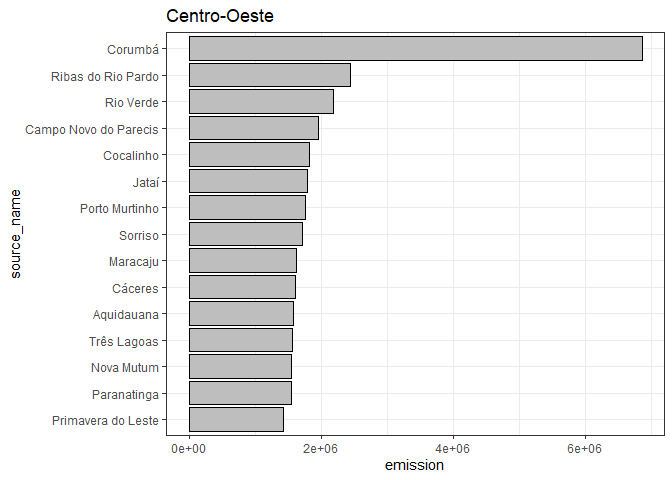 Centro-Oeste
source_name
Corumbá
Ribas do Rio Pardo
Rio Verde
Campo Novo do Parecis
Cocalinho
Jataí
Porto Murtinho
Sorriso
Maracaju
Cáceres
Aquidauana
Três Lagoas
Nova Mutum
Paranatinga
Primavera do Leste
0e+00 2e+06 4e+06 6e+06
emission